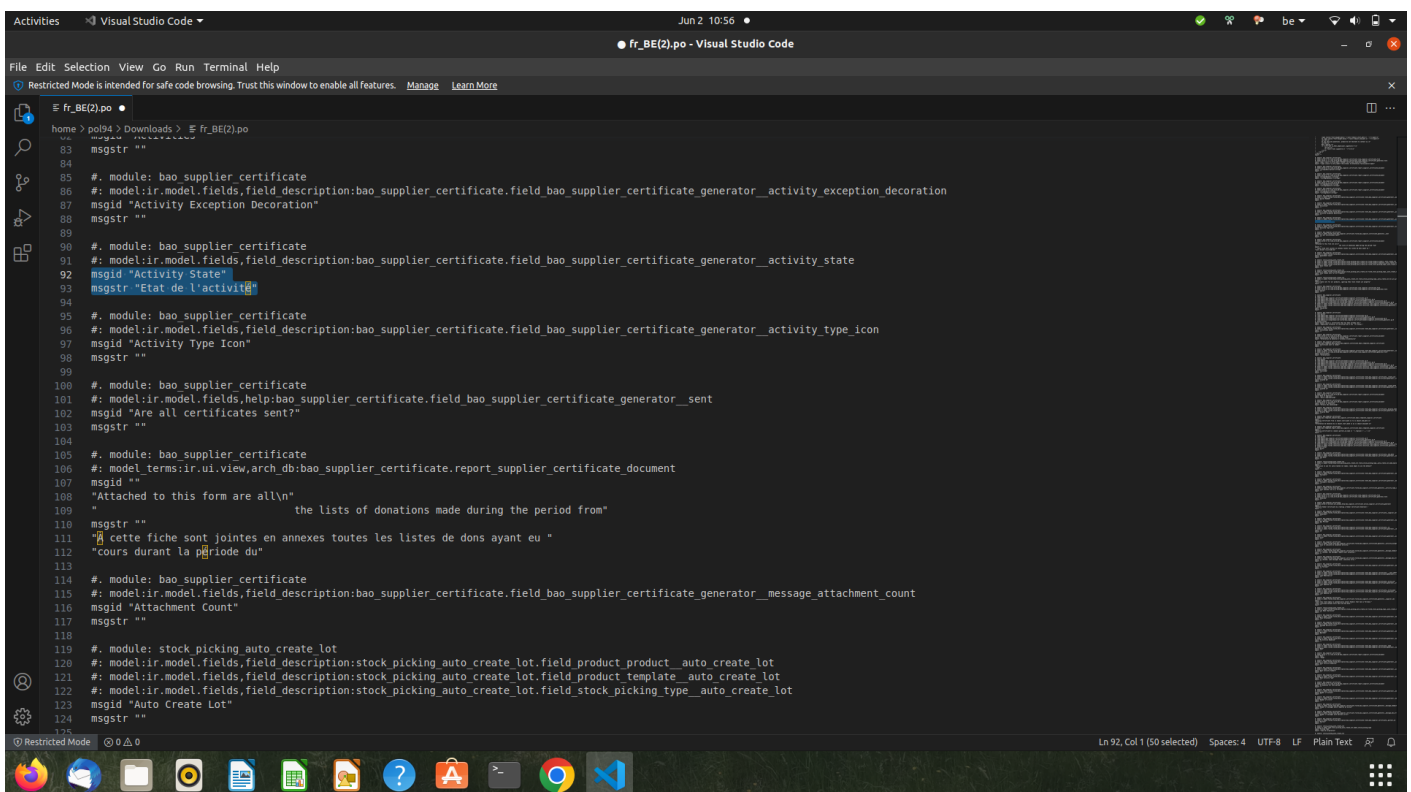 Activities Visual Studio Code Jun 2 10:56 be
fr_BE(2).po - Visual Studio Code
File Edit Selection View Go Run Terminal Help
Restricted Mode is intended for safe code browsing. Trust this window to enable all features. Manage Learn More
fr_BE(2).po
home > pol94 > Downloads > fr_BE(2).po
82 msgid "Activities"
83 msgstr ""
84
85 #. module: bao_supplier_certificate
86 #: model:ir.model.fields,field_description:bao_supplier_certificate.field_bao_supplier_certificate_generator__activity_exception_decoration
87 msgid "Activity Exception Decoration"
88 msgstr ""
89
90 #. module: bao_supplier_certificate
91 #: model:ir.model.fields,field_description:bao_supplier_certificate.field_bao_supplier_certificate_generator__activity_state
92 msgid "Activity State"
93 msgstr "Etat de l'activité"
94
95 #. module: bao_supplier_certificate
96 #: model:ir.model.fields,field_description:bao_supplier_certificate.field_bao_supplier_certificate_generator__activity_type_icon
97 msgid "Activity Type Icon"
98 msgstr ""
99
100 #. module: bao_supplier_certificate
101 #: model:ir.model.fields,help:bao_supplier_certificate.field_bao_supplier_certificate_generator__sent
102 msgid "Are all certificates sent?"
103 msgstr ""
104
105 #. module: bao_supplier_certificate
106 #: model_terms:ir.ui.view,arch_db:bao_supplier_certificate.report_supplier_certificate_document
107 msgid ""
108 "Attached to this form are all\n"
109 " the lists of donations made during the period from"
110 msgstr ""
111 "À cette fiche sont jointes en annexes toutes les listes de dons ayant eu "
112 "cours durant la période du"
113
114 #. module: bao_supplier_certificate
115 #: model:ir.model.fields,field_description:bao_supplier_certificate.field_bao_supplier_certificate_generator__message_attachment_count
116 msgid "Attachment Count"
117 msgstr ""
118
119 #. module: stock_picking_auto_create_lot
120 #: model:ir.model.fields,field_description:stock_picking_auto_create_lot.field_product_product__auto_create_lot
121 #: model:ir.model.fields,field_description:stock_picking_auto_create_lot.field_product_template__auto_create_lot
122 #: model:ir.model.fields,field_description:stock_picking_auto_create_lot.field_stock_picking_type__auto_create_lot
123 msgid "Auto Create Lot"
124 msgstr ""
125
Restricted Mode 0 0 Ln 92, Col 1 (50 selected) Spaces: 4 UTF-8 LF Plain Text